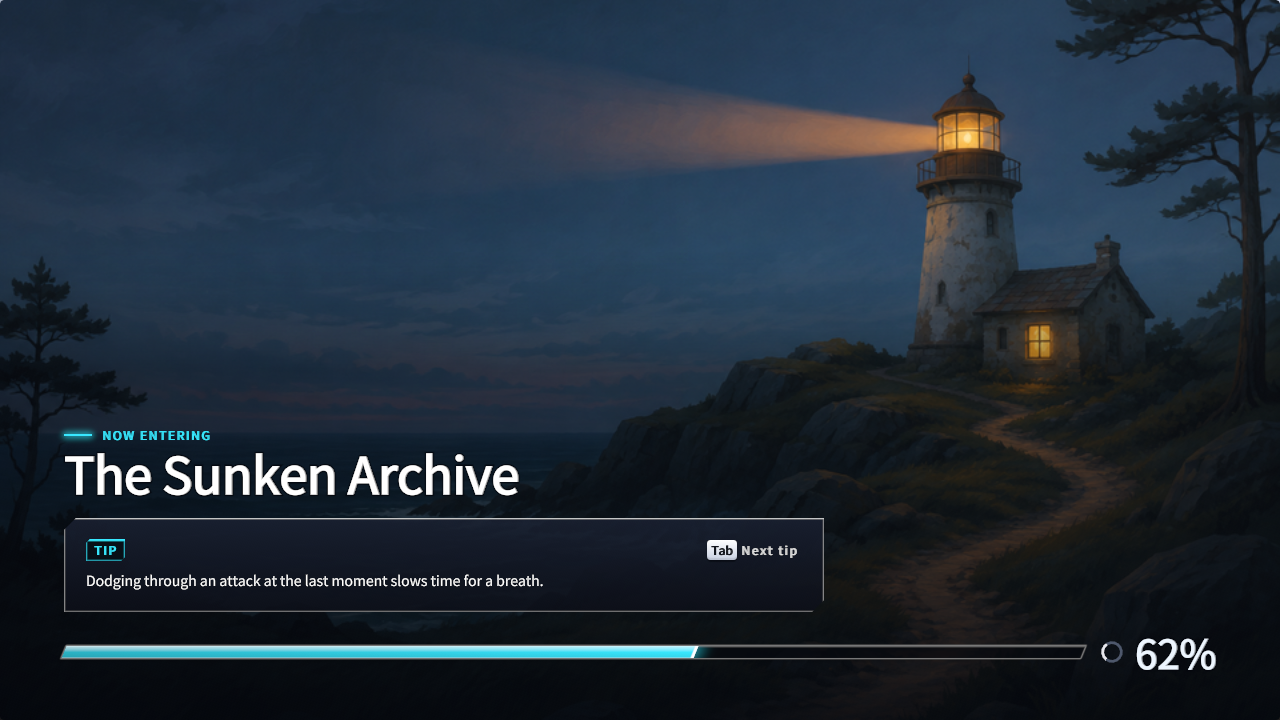 NOW ENTERING
The Sunken Archive
TIP
Tab Next tip
Dodging through an attack at the last moment slows time for a breath.
62%